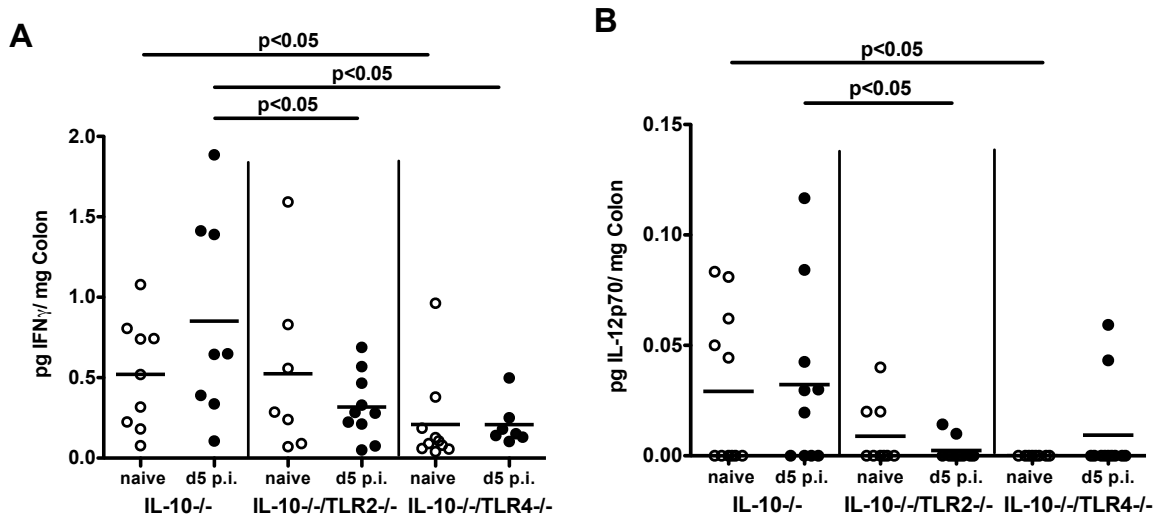 A
p<0.05
p<0.05
p<0.05
pg IFNγ/ mg Colon
2.0
1.5
1.0
0.5
0.0
naive d5 p.i. naive d5 p.i. naive d5 p.i.
IL-10-/- IL-10-/-/TLR2-/- IL-10-/-/TLR4-/-
B
p<0.05
p<0.05
pg IL-12p70/ mg Colon
0.15
0.10
0.05
0.00
naive d5 p.i. naive d5 p.i. naive d5 p.i.
IL-10-/- IL-10-/-/TLR2-/- IL-10-/-/TLR4-/-